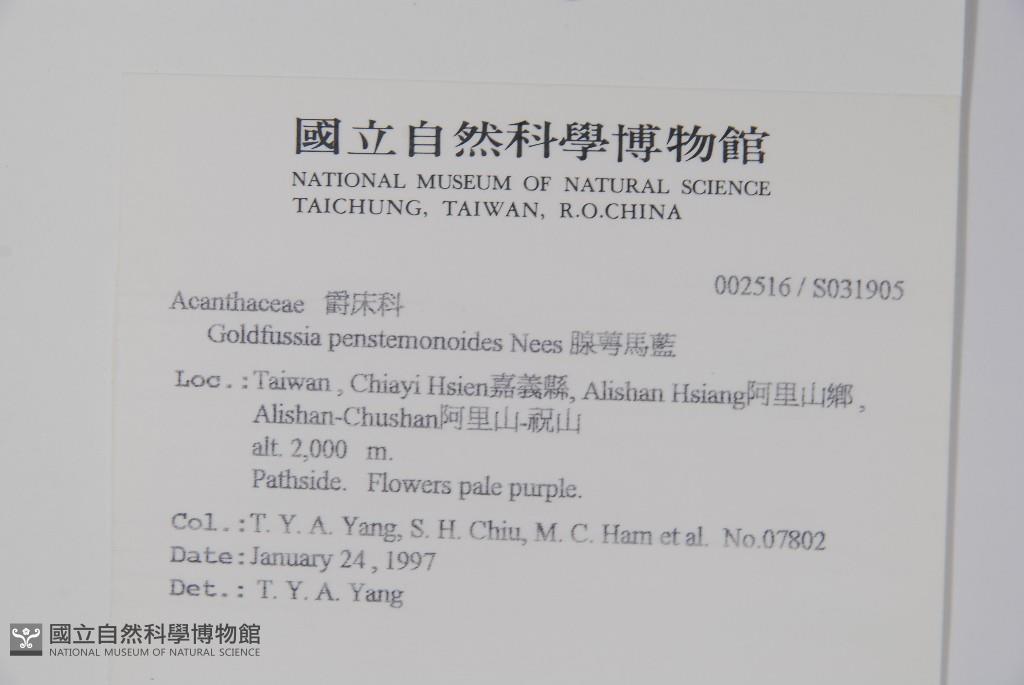 國立自然科學博物館
NATIONAL MUSEUM OF NATURAL SCIENCE
TAICHUNG, TAIWAN, R.O.CHINA
002516 / S031905
Acanthaceae 爵床科
Goldfussia penstemonoides Nees 腺萼馬藍
Loc.:Taiwan , Chiayi Hsien嘉義縣, Alishan Hsiang阿里山鄉 ,
Alishan-Chushan阿里山-祝山
alt. 2,000 m.
Pathside. Flowers pale purple.
Col.:T. Y. A. Yang, S. H. Chiu, M. C. Ham et al. No.07802
Date:January 24 , 1997
Det.: T. Y. A. Yang
國立自然科學博物館
NATIONAL MUSEUM OF NATURAL SCIENCE